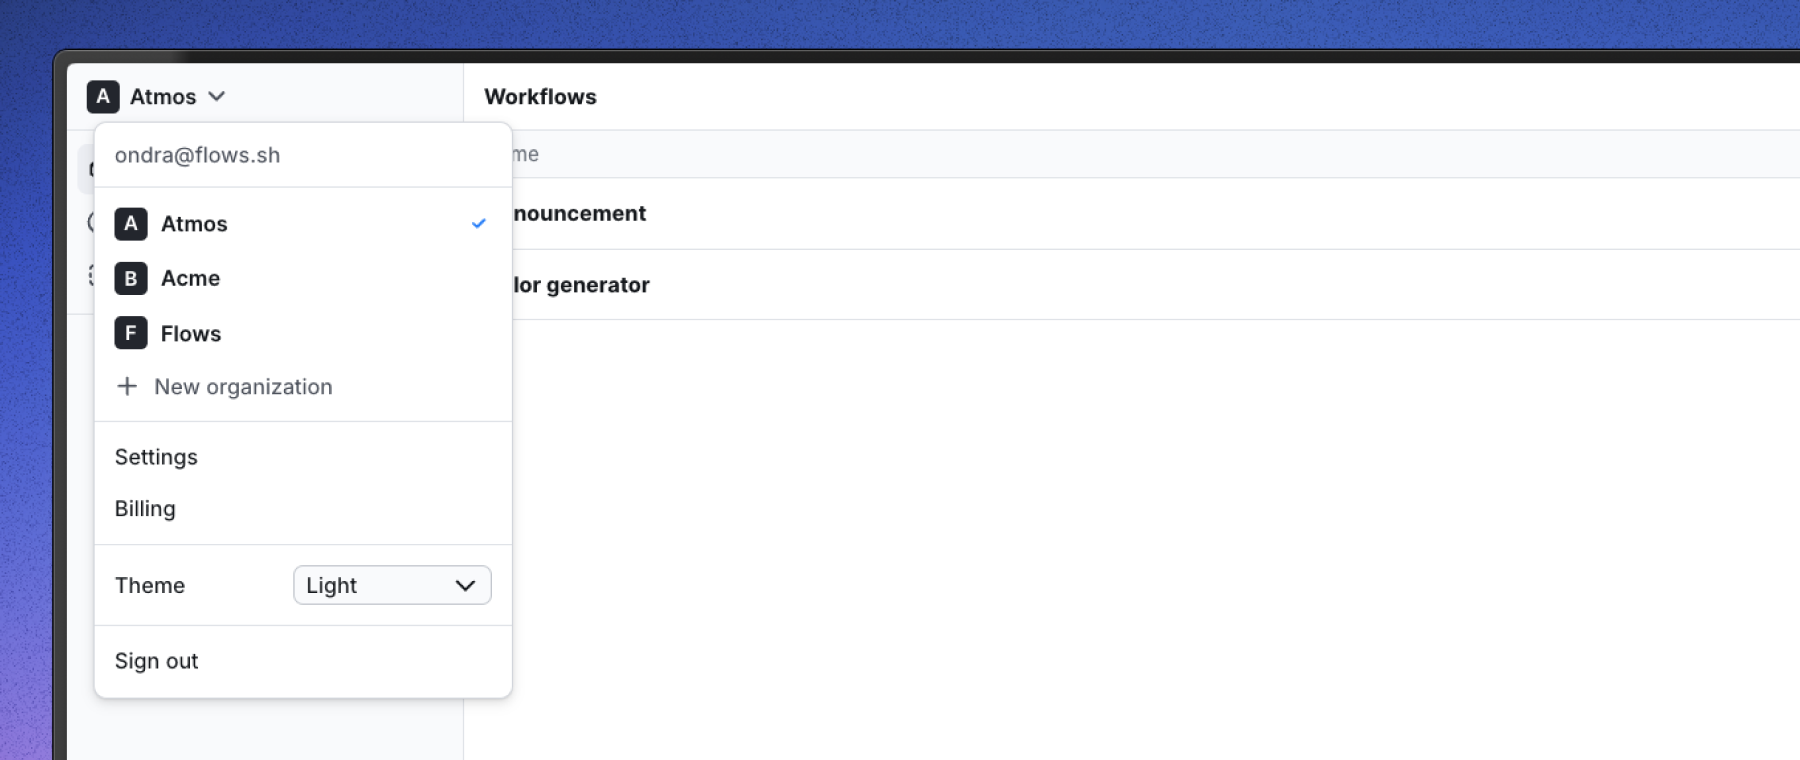 A Atmos
Workflows
ondra@flows.sh
me
A Atmos
nouncement
B Acme
lor generator
F Flows
New organization
Settings
Billing
Theme
Light
Sign out